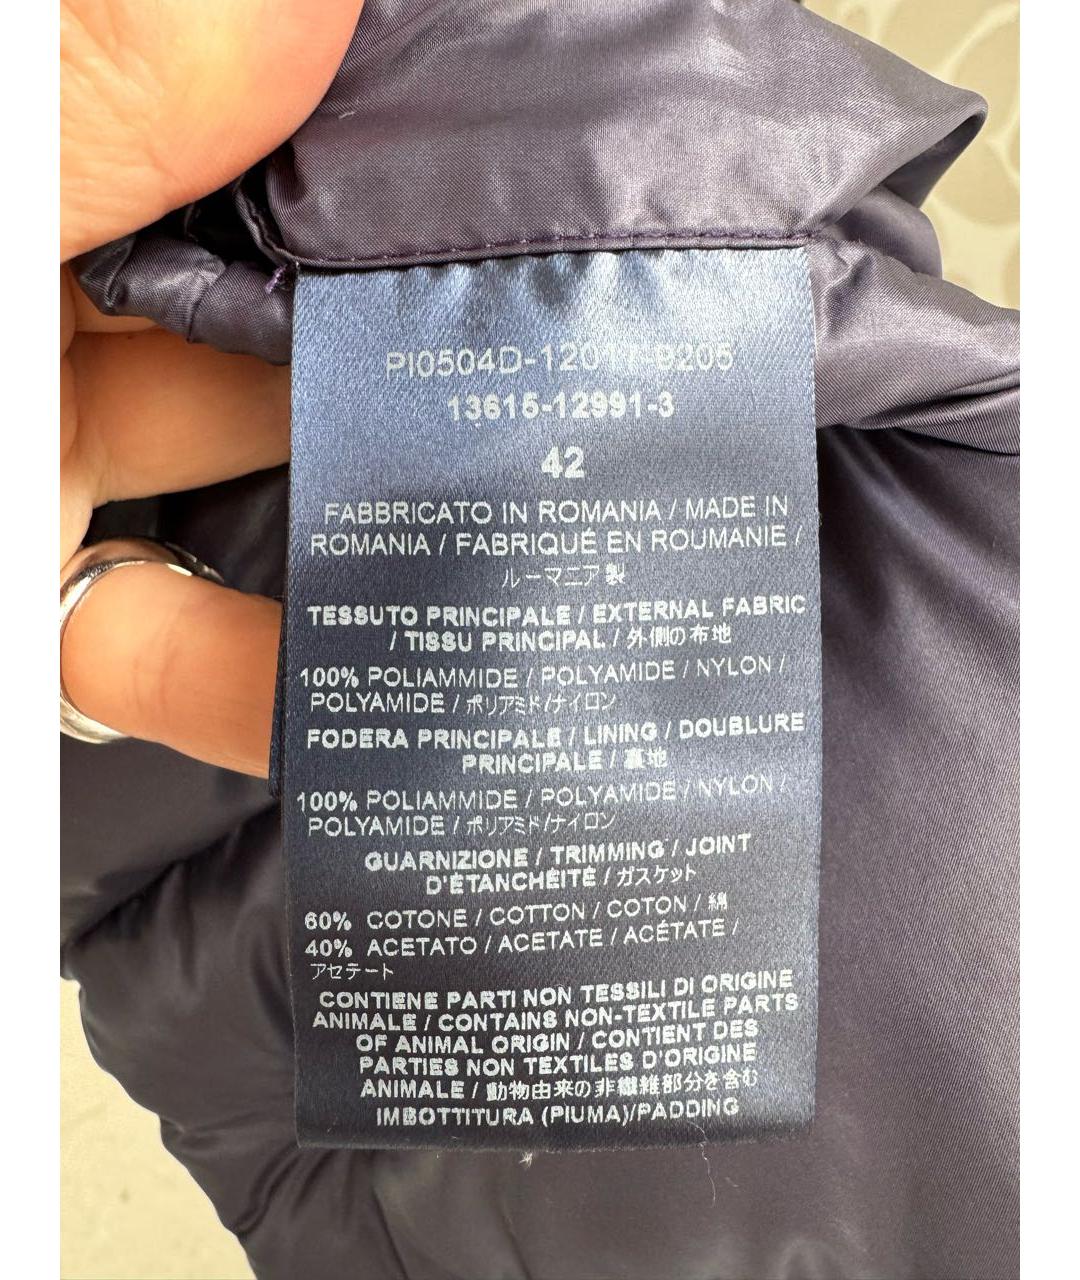 PI0504D-12017-9205
13615-12991-3
42
FABBRICATO IN ROMANIA / MADE IN
ROMANIA / FABRIQUÉ EN ROUMANIE /
ルーマニア製
TESSUTO PRINCIPALE / EXTERNAL FABRIC
/ TISSU PRINCIPAL / 外側の布地
100% POLIAMMIDE / POLYAMIDE / NYLON /
POLYAMIDE / ポリアミド/ナイロン
FODERA PRINCIPALE / LINING / DOUBLURE
PRINCIPALE / 裏地
100% POLIAMMIDE / POLYAMIDE / NYLON /
POLYAMIDE / ポリアミド/ナイロン
GUARNIZIONE / TRIMMING / JOINT
D'ÉTANCHÉITÉ / ガスケット
60% COTONE / COTTON / COTON / 綿
40% ACETATO / ACETATE / ACÉTATE /
アセテート
CONTIENE PARTI NON TESSILI DI ORIGINE
ANIMALE / CONTAINS NON-TEXTILE PARTS
OF ANIMAL ORIGIN / CONTIENT DES
PARTIES NON TEXTILES D'ORIGINE
ANIMALE / 動物由来の非繊維部分を含む
IMBOTTITURA (PIUMA)/PADDING